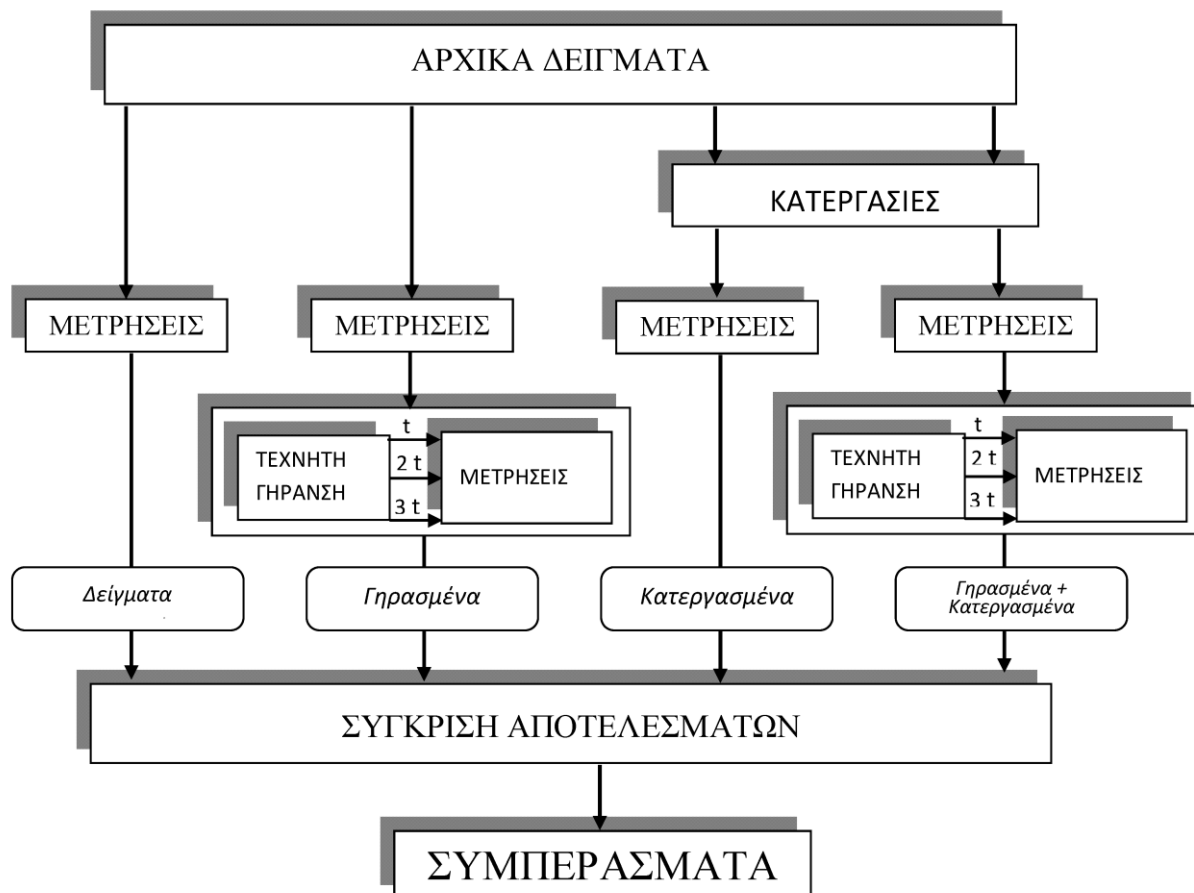 ΑΡΧΙΚΑ ΔΕΙΓΜΑΤΑ
ΚΑΤΕΡΓΑΣΙΕΣ
ΜΕΤΡΗΣΕΙΣ
ΜΕΤΡΗΣΕΙΣ
ΜΕΤΡΗΣΕΙΣ
ΜΕΤΡΗΣΕΙΣ
ΤΕΧΝΗΤΗ
ΓΗΡΑΝΣΗ
t
2 t
3 t
ΜΕΤΡΗΣΕΙΣ
ΤΕΧΝΗΤΗ
ΓΗΡΑΝΣΗ
t
2 t
3 t
ΜΕΤΡΗΣΕΙΣ
Δείγματα
Γηρασμένα
Κατεργασμένα
Γηρασμένα +
Κατεργασμένα
ΣΥΓΚΡΙΣΗ ΑΠΟΤΕΛΕΣΜΑΤΩΝ
ΣΥΜΠΕΡΑΣΜΑΤΑ